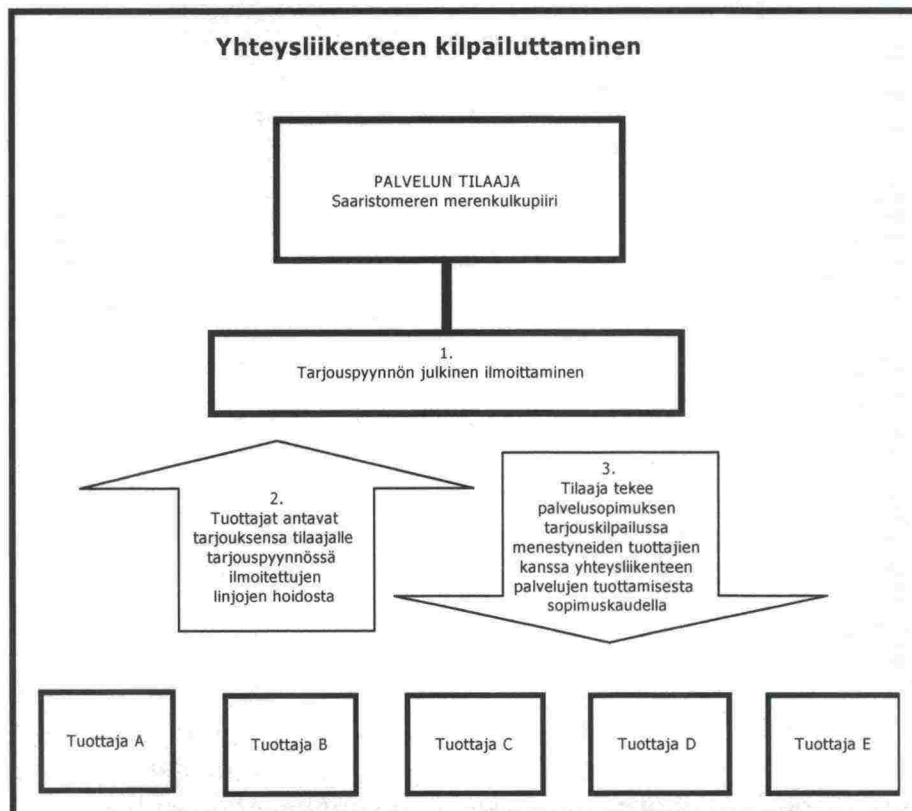 Yhteysliikenteen kilpailuttaminen
PALVELUN TILAAJA
Saaristomeren merenkulkupiiri
1.
Tarjouspyynnön julkinen ilmoittaminen
2.
Tuottajat antavat
tarjouksensa tilaajalle
tarjouspyynnössä
ilmoitettujen
linjojen hoidosta
3.
Tilaaja tekee
palvelusopimuksen
tarjouskilpailussa
menestyneiden tuottajien
kanssa yhteysliikenteen
palvelujen tuottamisesta
sopimuskaudella
Tuottaja A
Tuottaja B
Tuottaja C
Tuottaja D
Tuottaja E